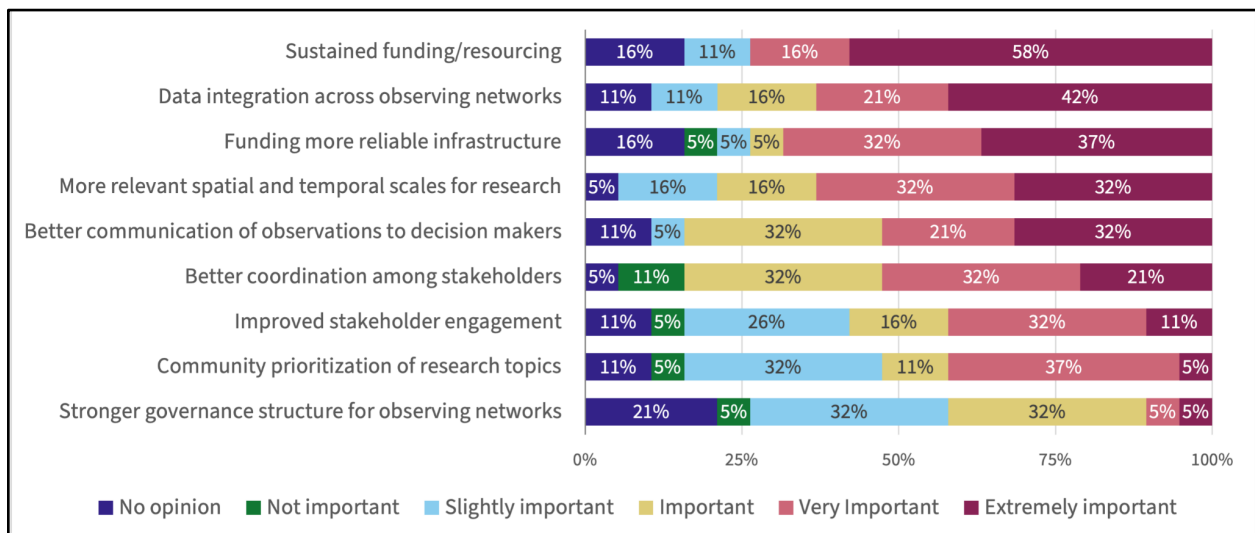 Sustained funding/resourcing 16% 11% 16% 58%
Data integration across observing networks 11% 11% 16% 21% 42%
Funding more reliable infrastructure 16% 5% 5% 5% 32% 37%
More relevant spatial and temporal scales for research 5% 16% 16% 32% 32%
Better communication of observations to decision makers 11% 5% 32% 21% 32%
Better coordination among stakeholders 5% 11% 32% 32% 21%
Improved stakeholder engagement 11% 5% 26% 16% 32% 11%
Community prioritization of research topics 11% 5% 32% 11% 37% 5%
Stronger governance structure for observing networks 21% 5% 32% 32% 5% 5%
0% 25% 50% 75% 100%
No opinion Not important Slightly important Important Very Important Extremely important